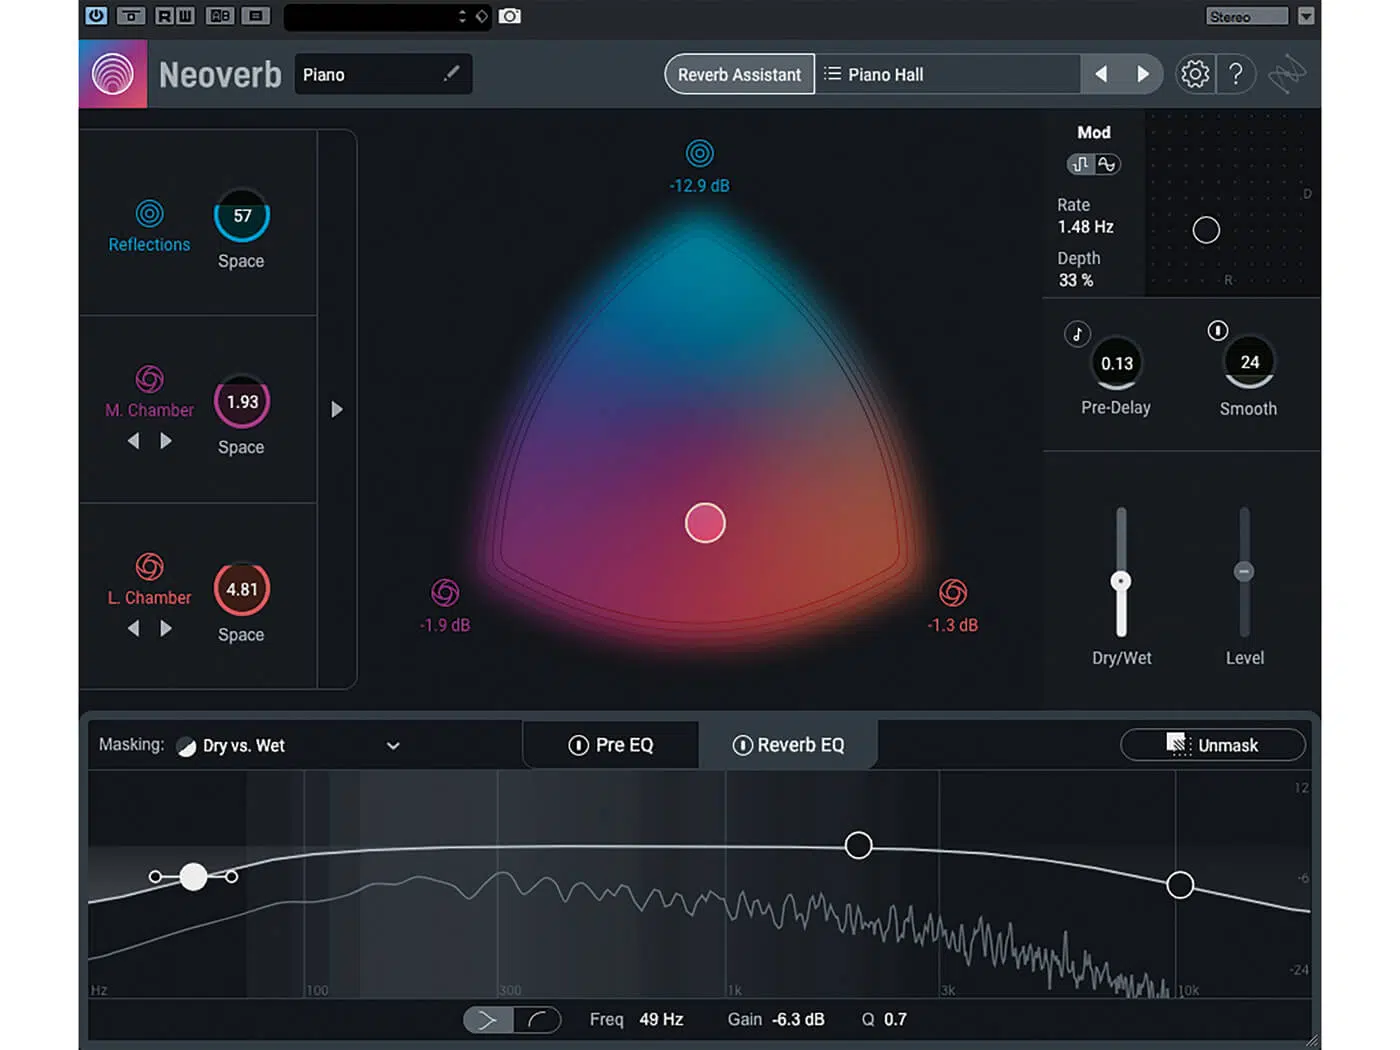 R W
Stereo
Neoverb
Piano
Reverb Assistant
Piano Hall
?
-12.9 dB
Mod
Rate
1.48 Hz
Depth
33 %
D
R
Reflections
57
Space
M. Chamber
1.93
Space
L. Chamber
4.81
Space
-1.9 dB
-1.3 dB
0.13
Pre-Delay
24
Smooth
Dry/Wet
Level
Masking:
Dry vs. Wet
Pre EQ
Reverb EQ
Unmask
12
-6
-24
Hz
100
300
1k
3k
10k
Freq 49 Hz
Gain -6.3 dB
Q 0.7